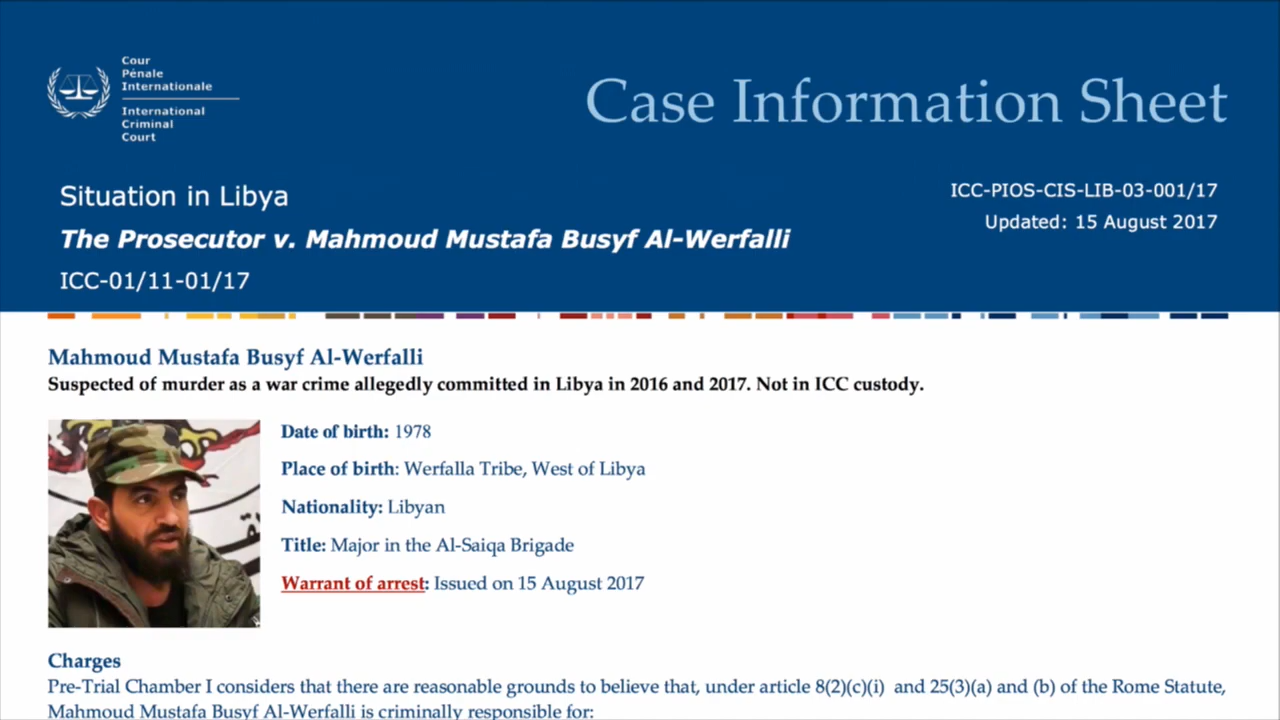 Cour
Pénale
Internationale
International
Criminal
Court
Case Information Sheet
Situation in Libya
The Prosecutor v. Mahmoud Mustafa Busyf Al-Werfalli
ICC-01/11-01/17
ICC-PIOS-CIS-LIB-03-001/17
Updated: 15 August 2017
Mahmoud Mustafa Busyf Al-Werfalli
Suspected of murder as a war crime allegedly committed in Libya in 2016 and 2017. Not in ICC custody.
Date of birth: 1978
Place of birth: Werfalla Tribe, West of Libya
Nationality: Libyan
Title: Major in the Al-Saiqa Brigade
Warrant of arrest: Issued on 15 August 2017
Charges
Pre-Trial Chamber I considers that there are reasonable grounds to believe that, under article 8(2)(c)(i) and 25(3)(a) and (b) of the Rome Statute,
Mahmoud Mustafa Busyf Al-Werfalli is criminally responsible for: